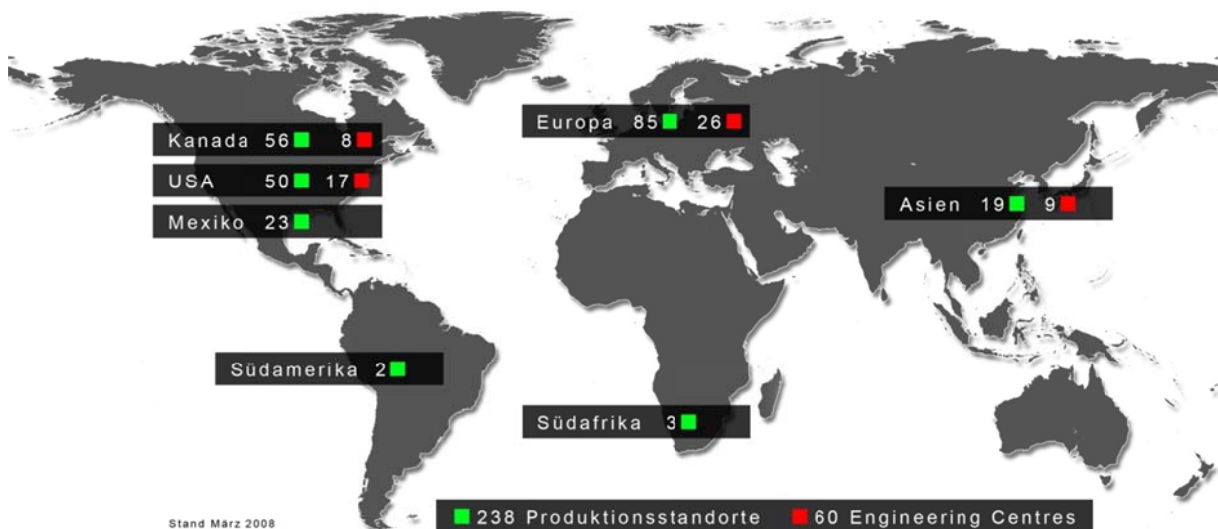 Kanada 56 8
USA 50 17
Mexiko 23
Europa 85 26
Asien 19 9
Südamerika 2
Südafrika 3
238 Produktionsstandorte 60 Engineering Centres
Stand März 2008